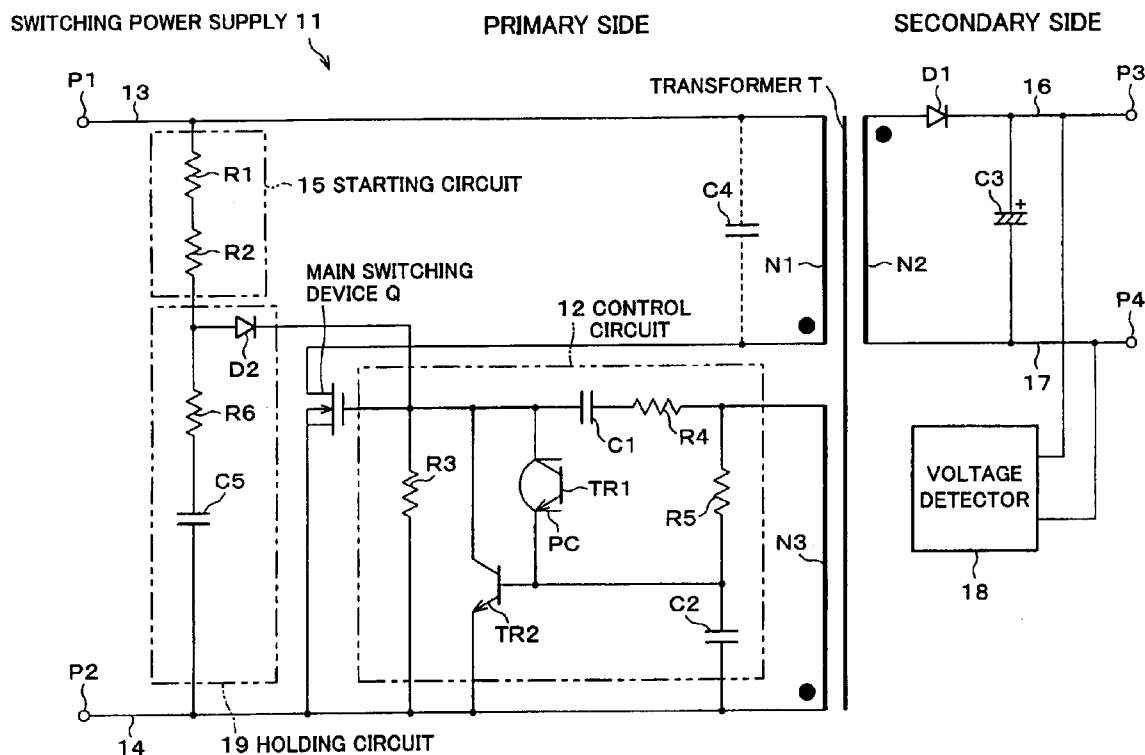 SWITCHING POWER SUPPLY 11
PRIMARY SIDE
SECONDARY SIDE
P1
13
TRANSFORMER T
D1
16
P3
R1
15 STARTING CIRCUIT
R2
C4
C3
+
MAIN SWITCHING
DEVICE Q
N1
N2
12 CONTROL
CIRCUIT
P4
D2
17
R6
C1
R4
R3
TR1
R5
VOLTAGE
DETECTOR
C5
PC
N3
18
TR2
C2
P2
14
19 HOLDING CIRCUIT